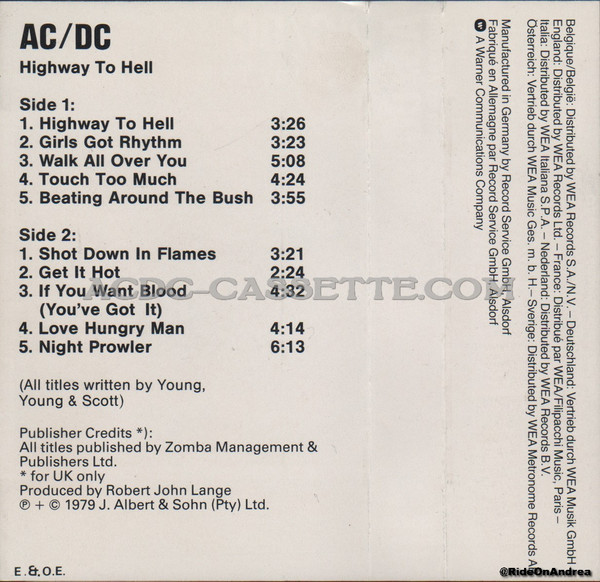 AC/DC
Highway To Hell
Side 1:
1. Highway To Hell 3:26
2. Girls Got Rhythm 3:23
3. Walk All Over You 5:08
4. Touch Too Much 4:24
5. Beating Around The Bush 3:55
Side 2:
1. Shot Down In Flames 3:21
2. Get It Hot 2:24
3. If You Want Blood 4:32
(You've Got It)
4. Love Hungry Man 4:14
5. Night Prowler 6:13
(All titles written by Young,
Young & Scott)
Publisher Credits *):
All titles published by Zomba Management &
Publishers Ltd.
* for UK only
Produced by Robert John Lange
℗ + © 1979 J. Albert & Sohn (Pty) Ltd.
E. & O.E.
Belgique/België: Distributed by WEA Records S.A./N.V. – Deutschland: Vertrieb durch WEA Musik GmbH
England: Distributed by WEA Records Ltd. – France: Distribué par WEA/Filipacchi Music, Paris –
Italia: Distributed by WEA Italiana S.P.A. – Nederland: Distributed by WEA Records B.V.
Österreich: Vertrieb durch WEA Music Ges. m. b. H. – Sverige: Distributed by WEA Metronome Records A
Manufactured in Germany by Record Service GmbH, Alsdorf
Fabriqué en Allemagne par Record Service GmbH, Alsdorf
A Warner Communications Company
ACDC-CASSETTE.COM
@RideOnAndrea